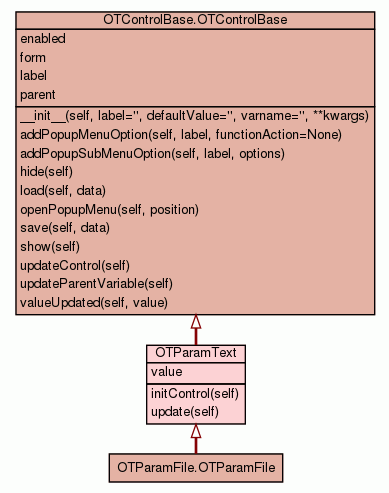 OTControlBase.OTControlBase
enabled
form
label
parent
__init__(self, label='', defaultValue='', varname='', **kwargs)
addPopupMenuOption(self, label, functionAction=None)
addPopupSubMenuOption(self, label, options)
hide(self)
load(self, data)
openPopupMenu(self, position)
save(self, data)
show(self)
updateControl(self)
updateParentVariable(self)
valueUpdated(self, value)
OTParamText
value
initControl(self)
update(self)
OTParamFile.OTParamFile